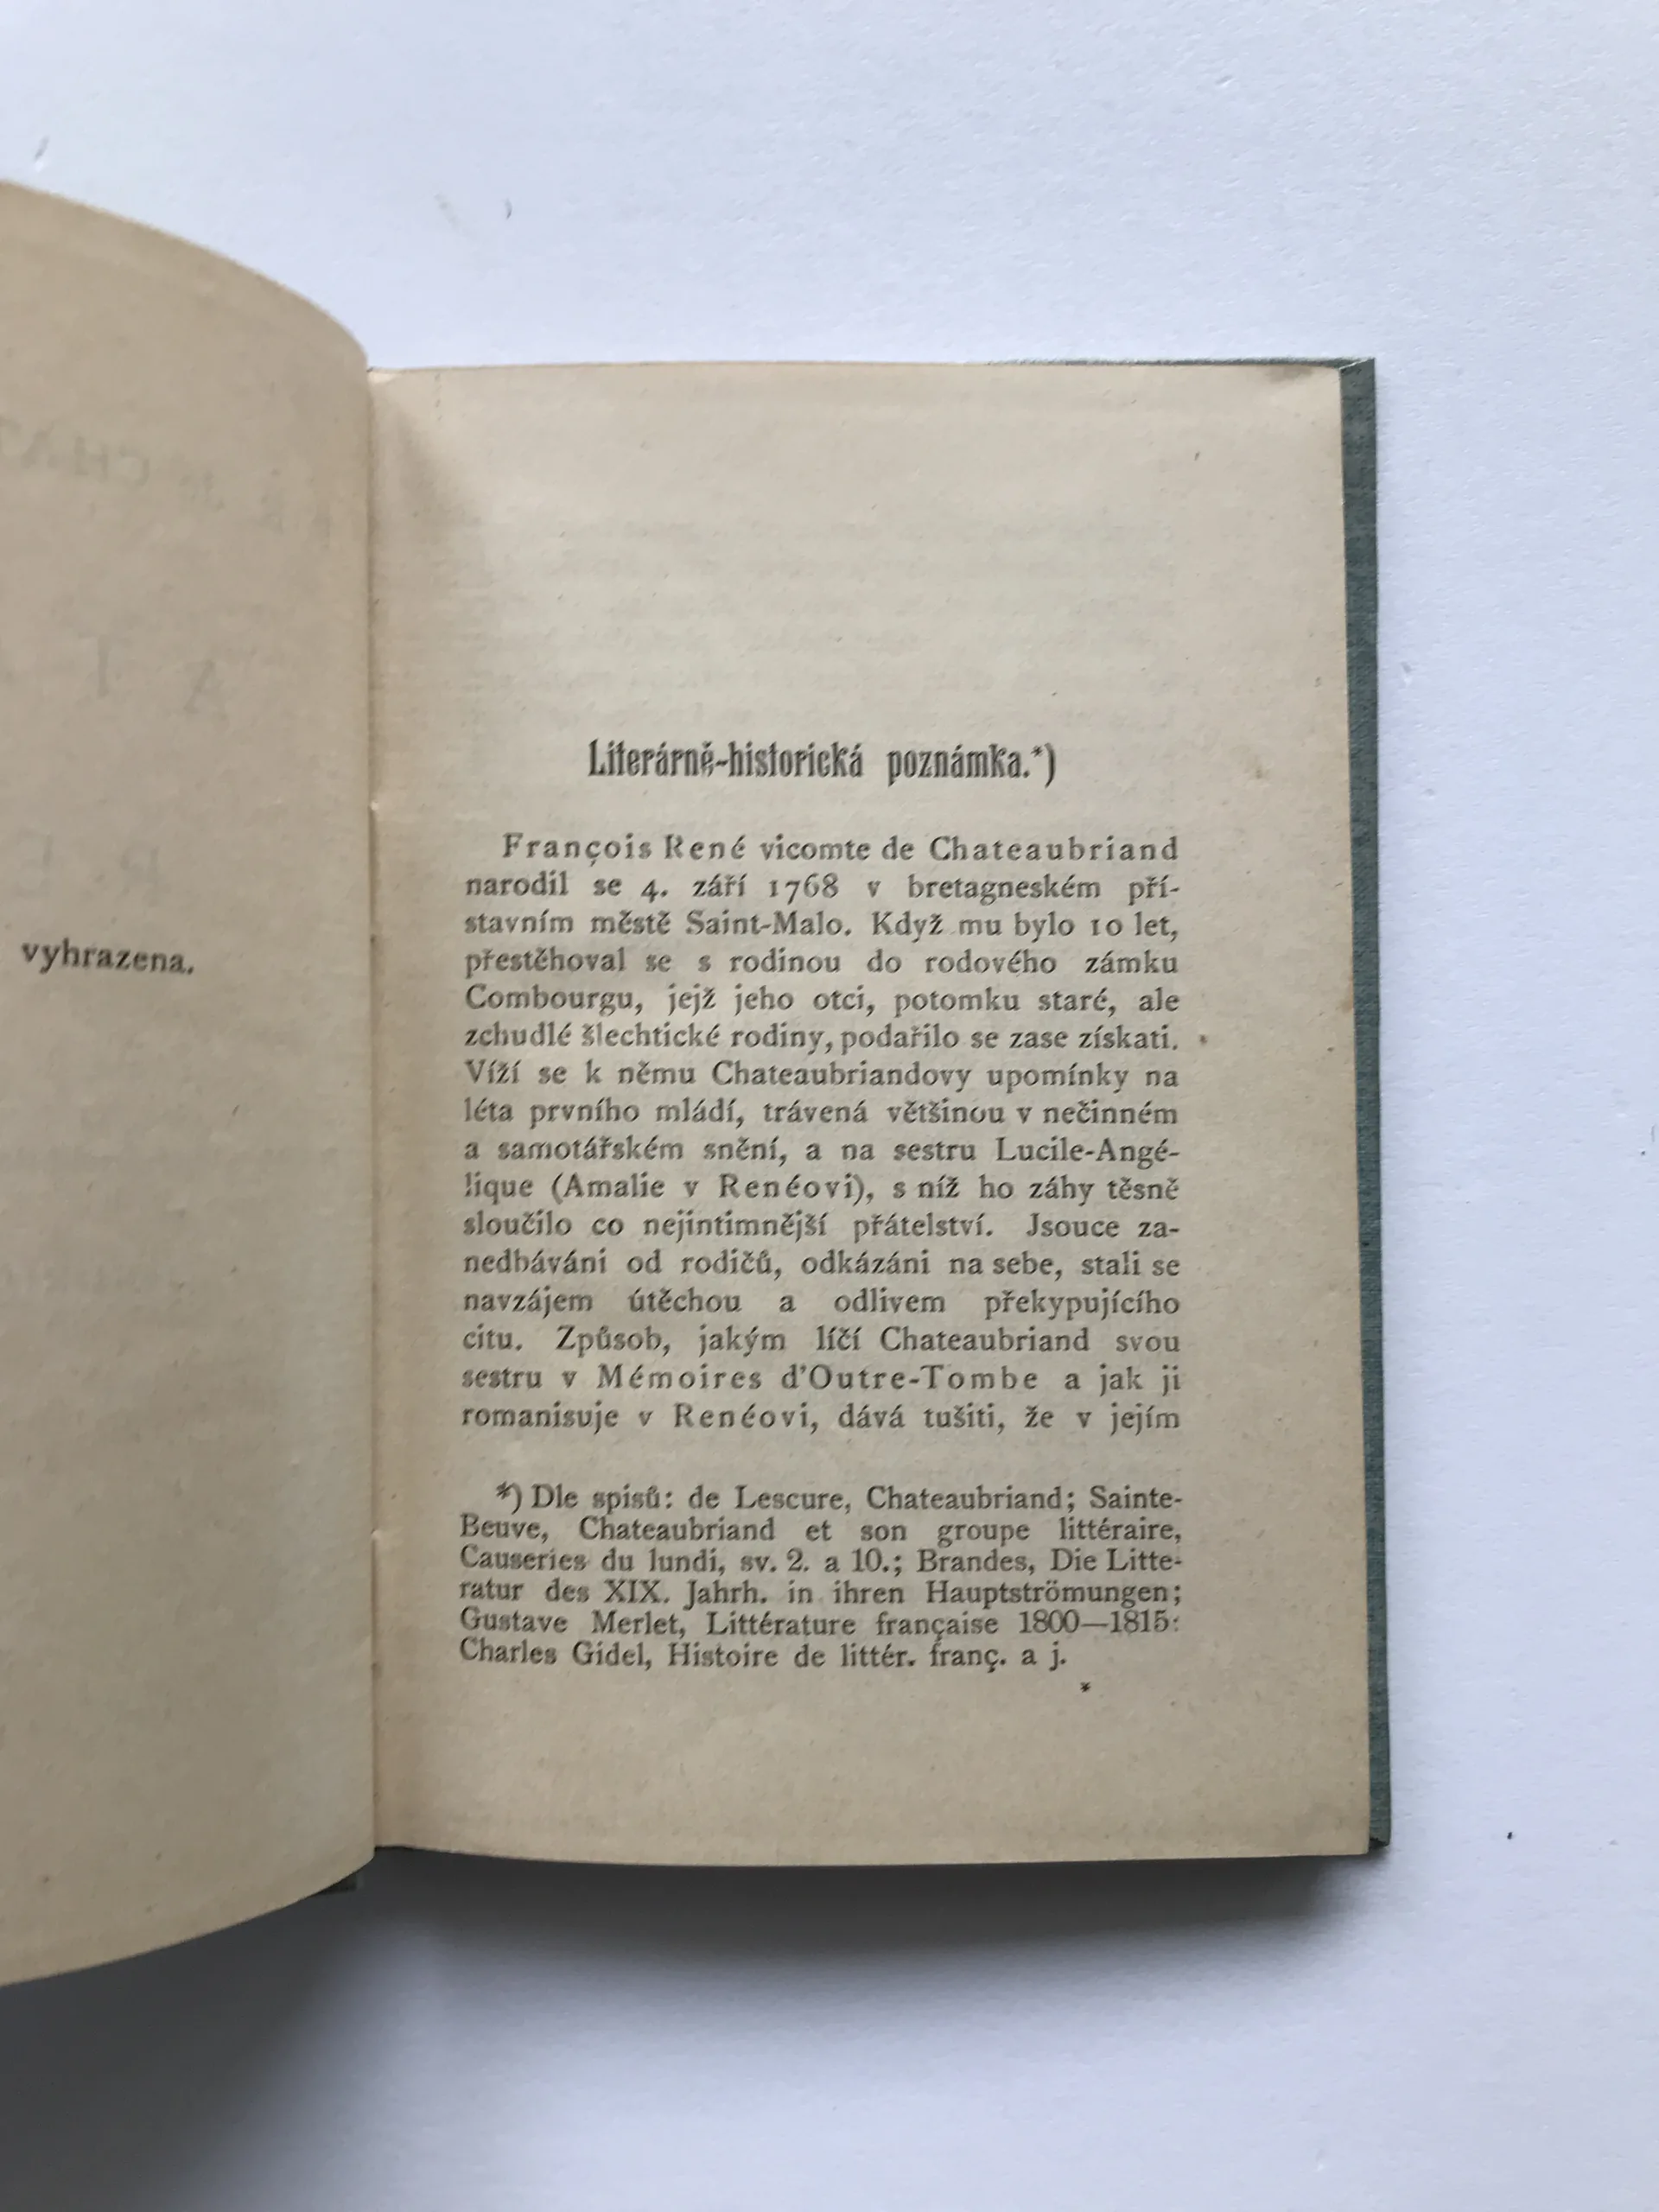 vyhrazena.
Literárně-historická poznámka.*)
François René vicomte de Chateaubriand
narodil se 4. září 1768 v bretagneském pří-
stavním městě Saint-Malo. Když mu bylo 10 let,
přestěhoval se s rodinou do rodového zámku
Combourgu, jejž jeho otci, potomku staré, ale
zchudlé šlechtické rodiny, podařilo se zase získati.
Víží se k němu Chateaubriandovy upomínky na
léta prvního mládí, trávená většinou v nečinném
a samotářském snění, a na sestru Lucile-Angé-
lique (Amalie v Renéovi), s níž ho záhy těsně
sloučilo co nejintimnější přátelství. Jsouce za-
nedbáváni od rodičů, odkázáni na sebe, stali se
navzájem útěchou a odlivem překypujícího
citu. Způsob, jakým líčí Chateaubriand svou
sestru v Mémoires d'Outre-Tombe a jak ji
romanisuje v Renéovi, dává tušiti, že v jejím
*) Dle spisů: de Lescure, Chateaubriand; Sainte-
Beuve, Chateaubriand et son groupe littéraire,
Causeries du lundi, sv. 2. a 10.; Brandes, Die Litte-
ratur des XIX. Jahrh. in ihren Hauptströmungen;
Gustave Merlet, Littérature française 1800—1815:
Charles Gidel, Histoire de littér. franç. a j.
*